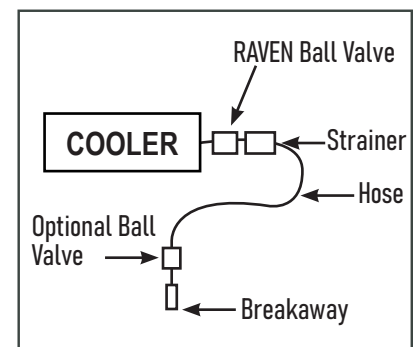 RAVEN Ball Valve
COOLER
Strainer
Hose
Optional Ball
Valve
Breakaway